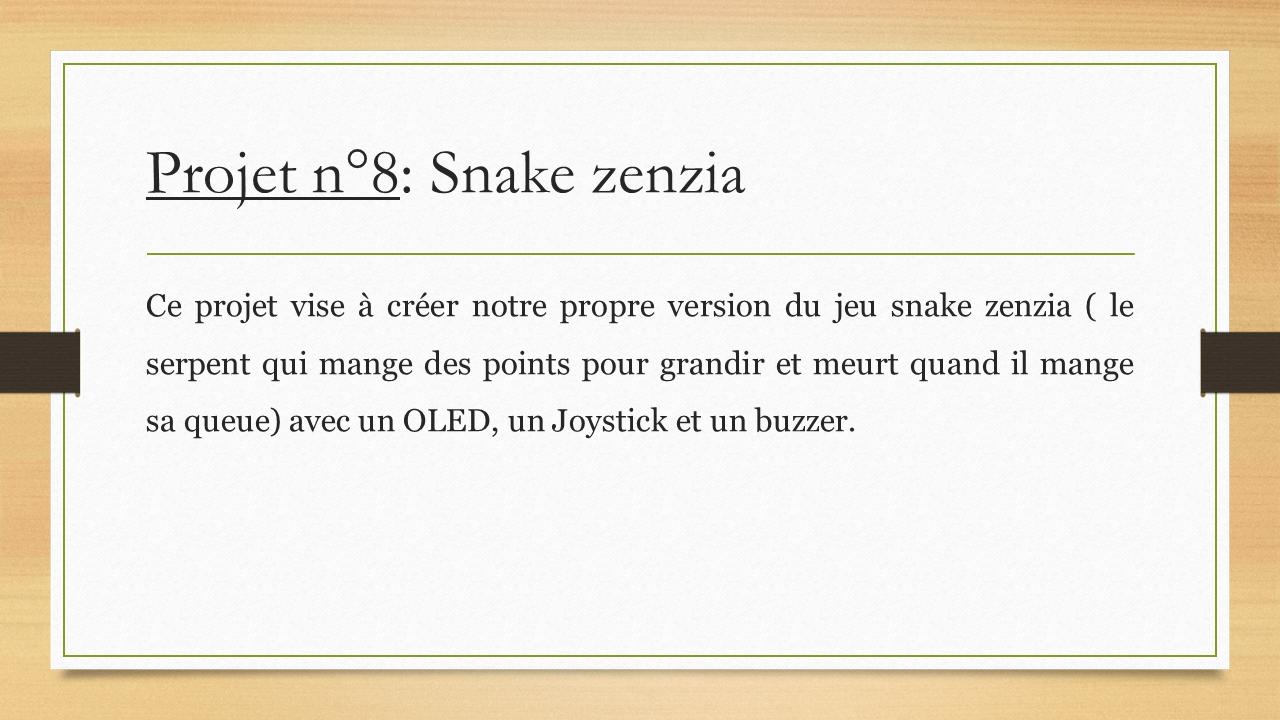 Projet n°8: Snake zenzia
Ce projet vise à créer notre propre version du jeu snake zenzia ( le
serpent qui mange des points pour grandir et meurt quand il mange
sa queue) avec un OLED, un Joystick et un buzzer.